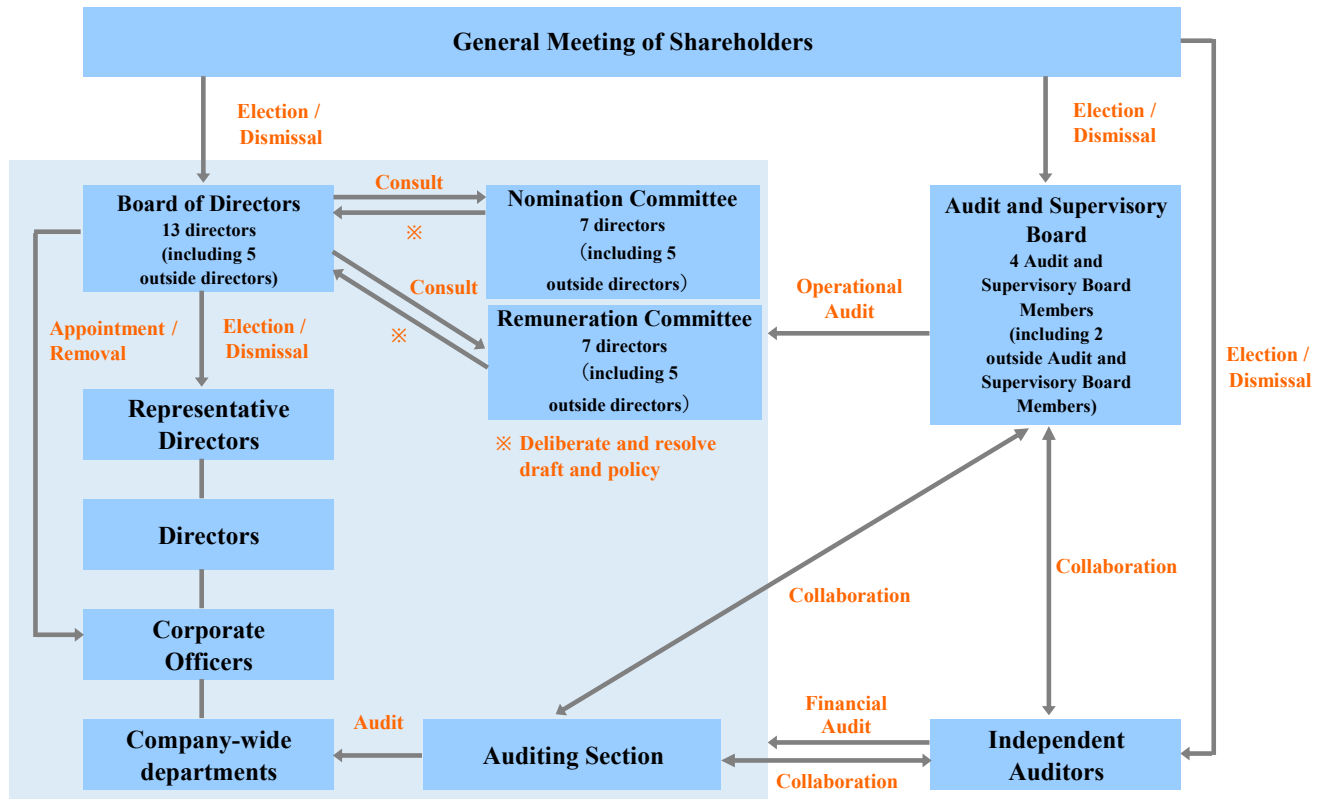 General Meeting of Shareholders
Election /
Dismissal
Election /
Dismissal
Board of Directors
13 directors
(including 5
outside directors)
Consult
※
Nomination Committee
7 directors
（including 5
outside directors）
Audit and Supervisory
Board
4 Audit and
Supervisory Board
Members
(including 2
outside Audit and
Supervisory Board
Members)
Consult
※
Operational
Audit
Remuneration Committee
7 directors
（including 5
outside directors）
Appointment /
Removal
Election /
Dismissal
Election /
Dismissal
Representative
Directors
※ Deliberate and resolve
draft and policy
Directors
Collaboration
Collaboration
Corporate
Officers
Company-wide
departments
Audit
Auditing Section
Financial
Audit
Collaboration
Independent
Auditors